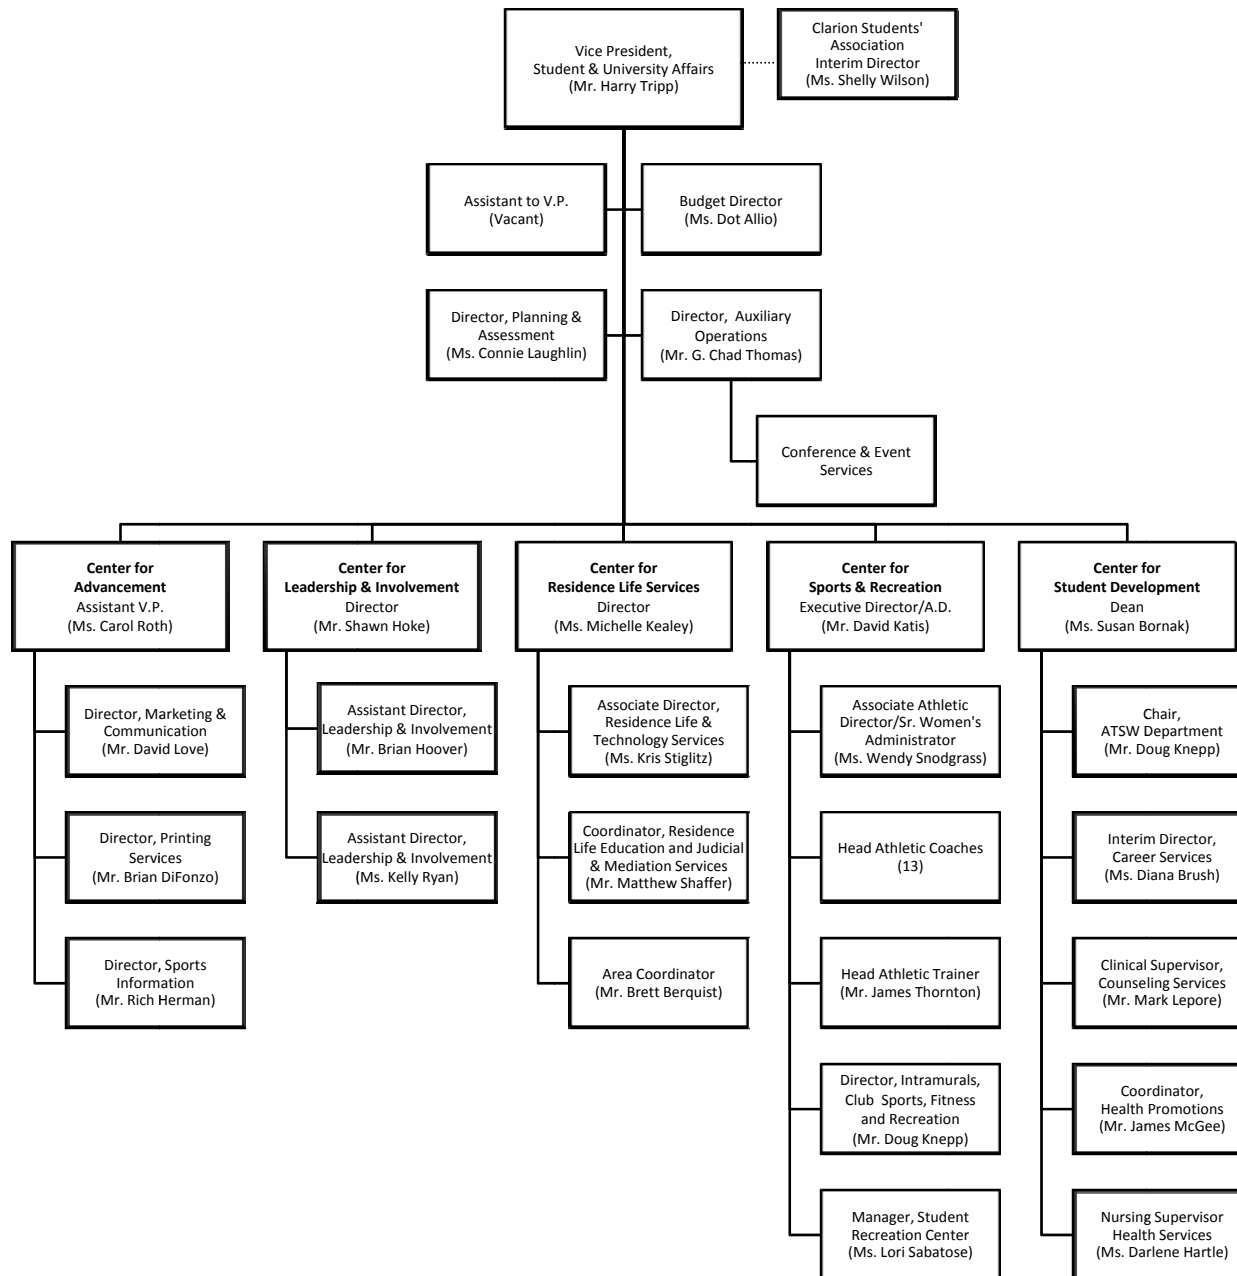 Vice President,
Student & University Affairs
(Mr. Harry Tripp)
Clarion Students'
Association
Interim Director
(Ms. Shelly Wilson)
Assistant to V.P.
(Vacant)
Budget Director
(Ms. Dot Allio)
Director, Planning &
Assessment
(Ms. Connie Laughlin)
Director, Auxiliary
Operations
(Mr. G. Chad Thomas)
Conference & Event
Services
Center for
Advancement
Assistant V.P.
(Ms. Carol Roth)
Center for
Leadership & Involvement
Director
(Mr. Shawn Hoke)
Center for
Residence Life Services
Director
(Ms. Michelle Kealey)
Center for
Sports & Recreation
Executive Director/A.D.
(Mr. David Katis)
Center for
Student Development
Dean
(Ms. Susan Bornak)
Director, Marketing &
Communication
(Mr. David Love)
Director, Printing
Services
(Mr. Brian DiFonzo)
Director, Sports
Information
(Mr. Rich Herman)
Assistant Director,
Leadership & Involvement
(Mr. Brian Hoover)
Assistant Director,
Leadership & Involvement
(Ms. Kelly Ryan)
Associate Director,
Residence Life &
Technology Services
(Ms. Kris Stiglitz)
Coordinator, Residence
Life Education and Judicial
& Mediation Services
(Mr. Matthew Shaffer)
Area Coordinator
(Mr. Brett Berquist)
Associate Athletic
Director/Sr. Women's
Administrator
(Ms. Wendy Snodgrass)
Head Athletic Coaches
(13)
Head Athletic Trainer
(Mr. James Thornton)
Director, Intramurals,
Club Sports, Fitness
and Recreation
(Mr. Doug Knepp)
Manager, Student
Recreation Center
(Ms. Lori Sabatose)
Chair,
ATSW Department
(Mr. Doug Knepp)
Interim Director,
Career Services
(Ms. Diana Brush)
Clinical Supervisor,
Counseling Services
(Mr. Mark Lepore)
Coordinator,
Health Promotions
(Mr. James McGee)
Nursing Supervisor
Health Services
(Ms. Darlene Hartle)